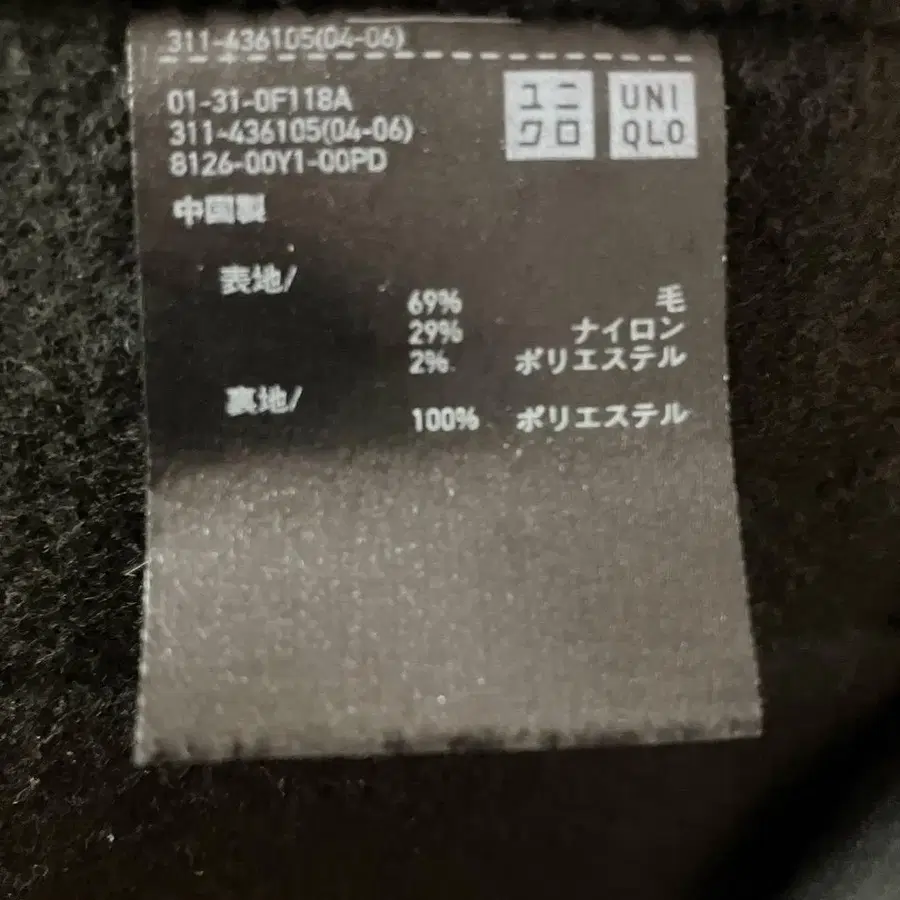 311-436105(04-06)
01-31-0F118A
311-436105(04-06)
8126-00Y1-00PD
ユニ
クロ
UNI
QLO
中国製
表地/
69% 毛
29% ナイロン
2% ポリエステル
裏地/
100% ポリエステル